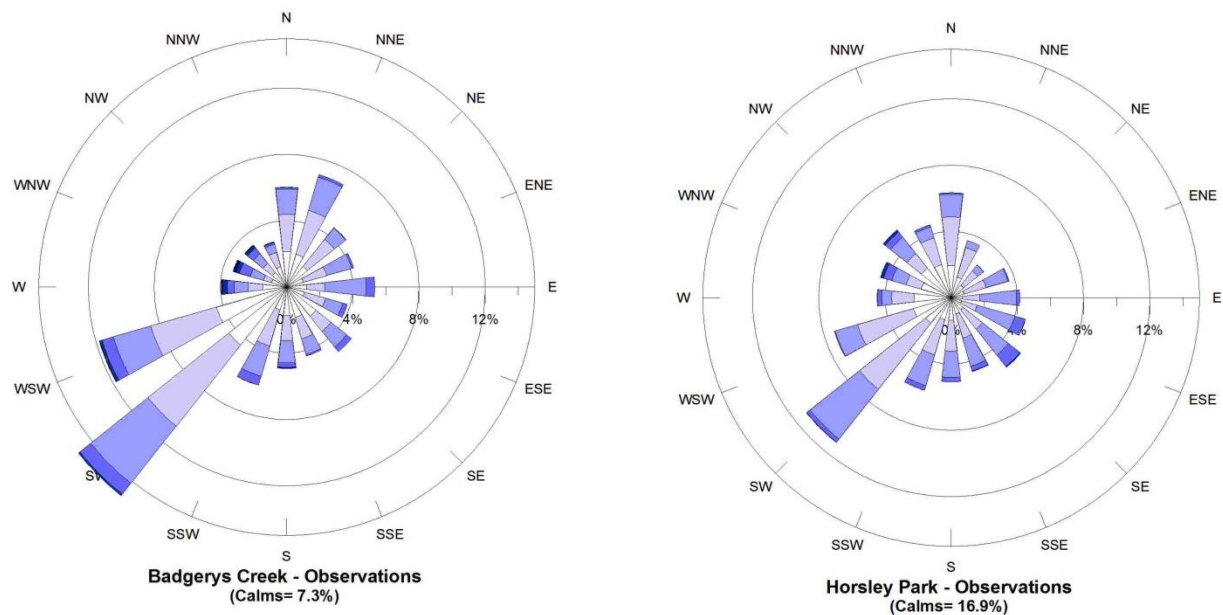 N
NNW
NNE
NW
NE
WNW
ENE
W
E
0%
4%
8%
12%
WSW
ESE
SW
SE
SSW
SSE
S
Badgerys Creek - Observations
(Calms= 7.3%)
N
NNW
NNE
NW
NE
WNW
ENE
W
E
8%
12%
WSW
ESE
SW
SE
SSW
SSE
S
Horsley Park - Observations
(Calms= 16.9%)